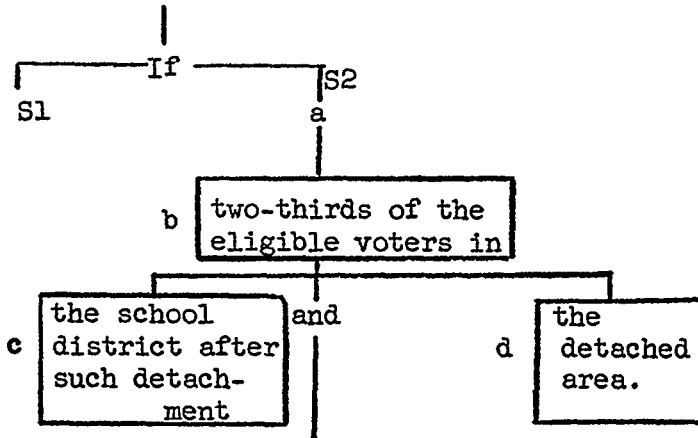 If
S1
S2
a
b
two-thirds of the
eligible voters in
c
the school
district after
such detach-
ment
and
d
the
detached
area.